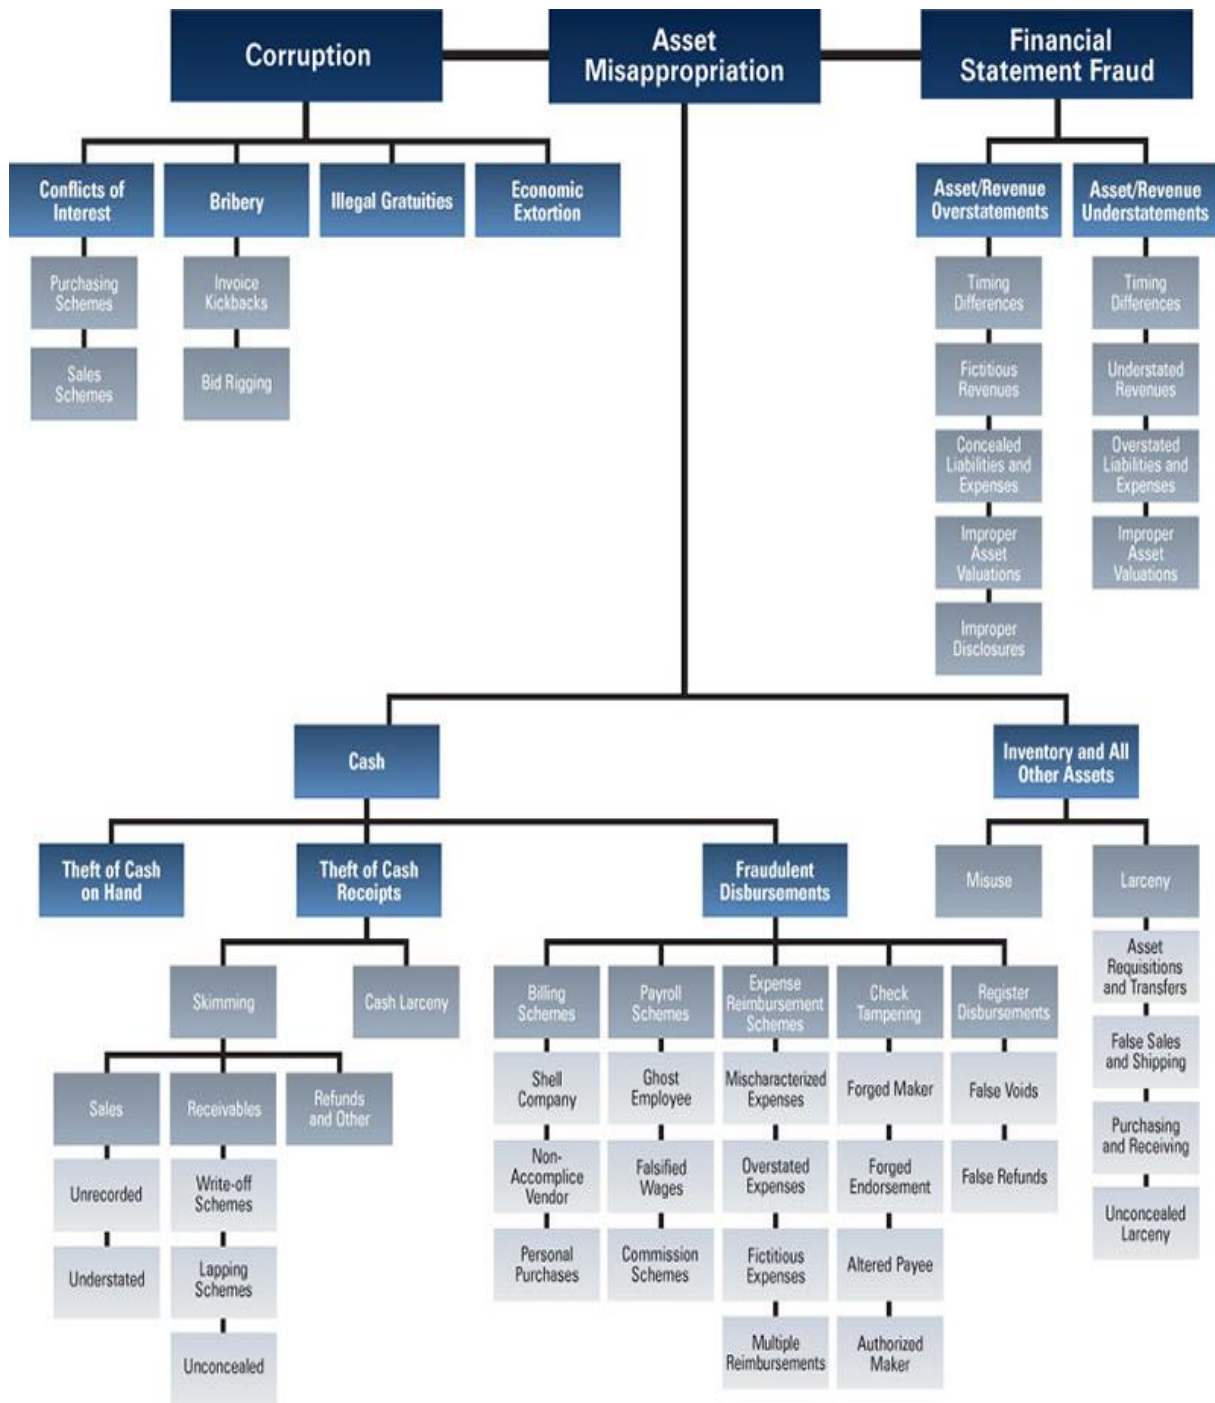 Corruption
Asset
Misappropriation
Financial
Statement Fraud
Conflicts of
Interest
Bribery
Illegal Gratuities
Economic
Extortion
Asset/Revenue
Overstatements
Asset/Revenue
Understatements
Purchasing
Schemes
Sales
Schemes
Invoice
Kickbacks
Bid Rigging
Timing
Differences
Fictitious
Revenues
Concealed
Liabilities and
Expenses
Improper
Asset
Valuations
Improper
Disclosures
Timing
Differences
Understated
Revenues
Overstated
Liabilities and
Expenses
Improper
Asset
Valuations
Cash
Inventory and All
Other Assets
Theft of Cash
on Hand
Theft of Cash
Receipts
Fraudulent
Disbursements
Misuse
Larceny
Skimming
Cash Larceny
Sales
Receivables
Refunds
and Other
Unrecorded
Understated
Write-off
Schemes
Lapping
Schemes
Unconcealed
Billing
Schemes
Shell
Company
Non-
Accomplice
Vendor
Personal
Purchases
Payroll
Schemes
Ghost
Employee
Falsified
Wages
Commission
Schemes
Expense
Reimbursement
Schemes
Mischaracterized
Expenses
Overstated
Expenses
Fictitious
Expenses
Multiple
Reimbursements
Check
Tampering
Forged Maker
Forged
Endorsement
Altered Payee
Authorized
Maker
Register
Disbursements
False Voids
False Refunds
Asset
Requisitions
and Transfers
False Sales
and Shipping
Purchasing
and Receiving
Unconcealed
Larceny